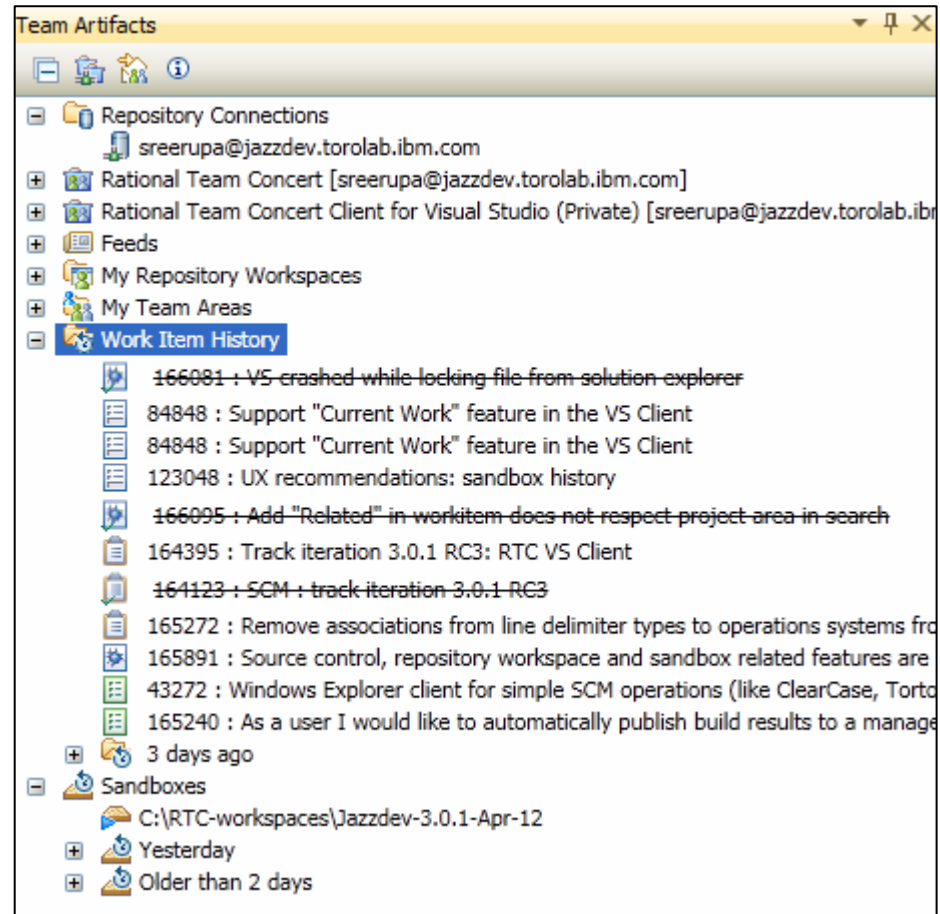 Team Artifacts
Repository Connections
sreerupa@jazzdev.torolab.ibm.com
Rational Team Concert [sreerupa@jazzdev.torolab.ibm.com]
Rational Team Concert Client for Visual Studio (Private) [sreerupa@jazzdev.torolab.ibr
Feeds
My Repository Workspaces
My Team Areas
Work Item History
166081 : VS crashed while locking file from solution explorer
84848 : Support "Current Work" feature in the VS Client
84848 : Support "Current Work" feature in the VS Client
123048 : UX recommendations: sandbox history
166095 : Add "Related" in workitem does not respect project area in search
164395 : Track iteration 3.0.1 RC3: RTC VS Client
164123 : SCM : track iteration 3.0.1 RC3
165272 : Remove associations from line delimiter types to operations systems fro
165891 : Source control, repository workspace and sandbox related features are
43272 : Windows Explorer client for simple SCM operations (like ClearCase, Torto
165240 : As a user I would like to automatically publish build results to a manage
3 days ago
Sandboxes
C:\RTC-workspaces\Jazzdev-3.0.1-Apr-12
Yesterday
Older than 2 days